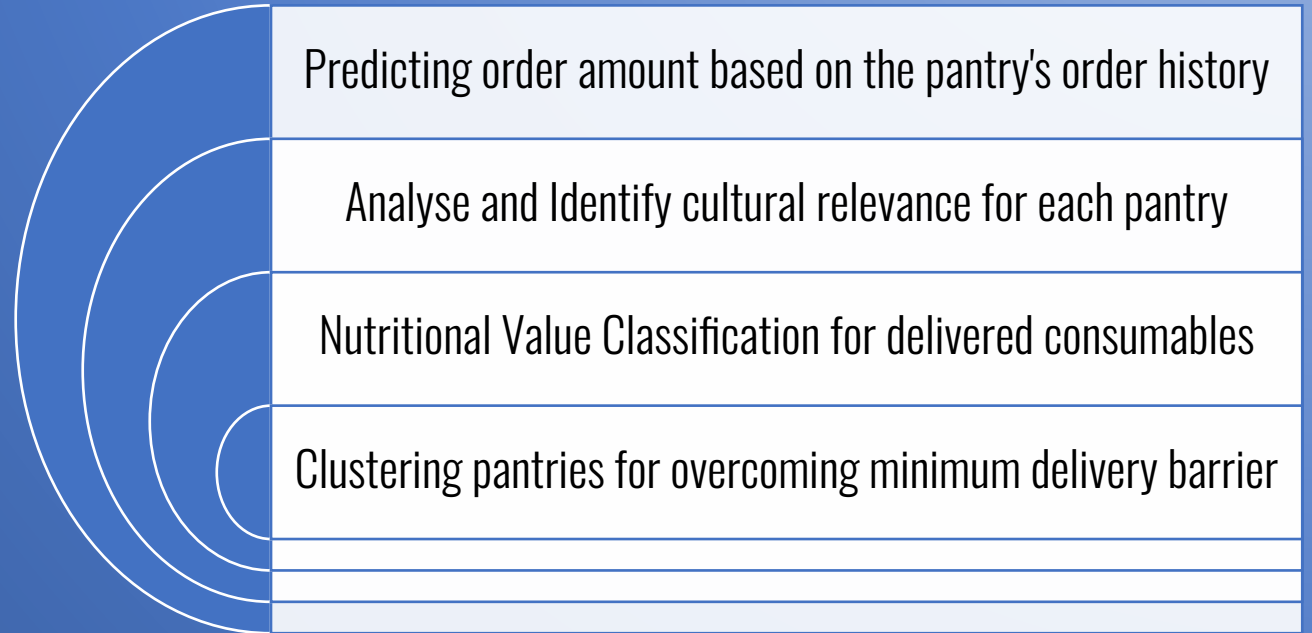 Predicting order amount based on the pantry's order history
Analyse and Identify cultural relevance for each pantry
Nutritional Value Classification for delivered consumables
Clustering pantries for overcoming minimum delivery barrier